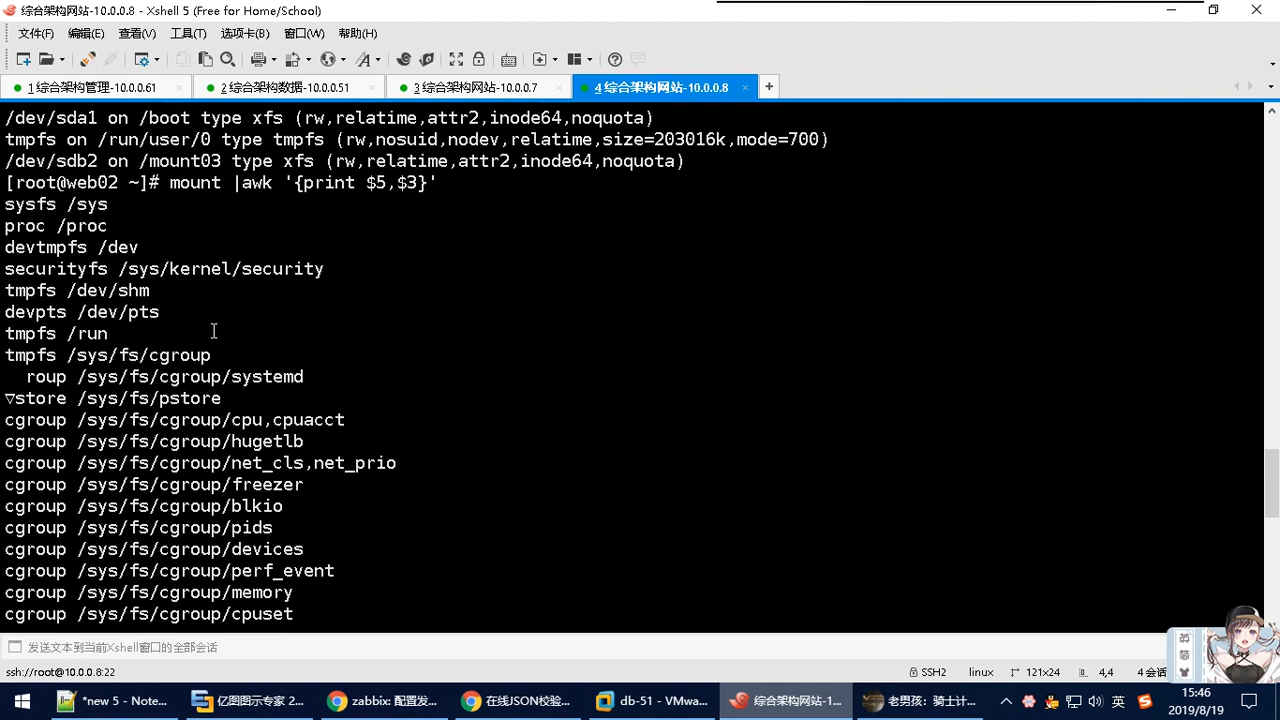 综合架构网站-10.0.0.8 - Xshell 5 (Free for Home/School)
文件(F) 编辑(E) 查看(V) 工具(T) 选项卡(B) 窗口(W) 帮助(H)
1 综合架构管理-10.0.0.61 × 2 综合架构数据-10.0.0.51 × 3 综合架构网站-10.0.0.7 × 4 综合架构网站-10.0.0.8 × +
/dev/sda1 on /boot type xfs (rw,relatime,attr2,inode64,noquota)
tmpfs on /run/user/0 type tmpfs (rw,nosuid,nodev,relatime,size=203016k,mode=700)
/dev/sdb2 on /mount03 type xfs (rw,relatime,attr2,inode64,noquota)
[root@web02 ~]# mount |awk '{print $5,$3}'
sysfs /sys
proc /proc
devtmpfs /dev
securityfs /sys/kernel/security
tmpfs /dev/shm
devpts /dev/pts
tmpfs /run
tmpfs /sys/fs/cgroup
roup /sys/fs/cgroup/systemd
▽store /sys/fs/pstore
cgroup /sys/fs/cgroup/cpu,cpuacct
cgroup /sys/fs/cgroup/hugetlb
cgroup /sys/fs/cgroup/net_cls,net_prio
cgroup /sys/fs/cgroup/freezer
cgroup /sys/fs/cgroup/blkio
cgroup /sys/fs/cgroup/pids
cgroup /sys/fs/cgroup/devices
cgroup /sys/fs/cgroup/perf_event
cgroup /sys/fs/cgroup/memory
cgroup /sys/fs/cgroup/cpuset
发送文本到当前Xshell窗口的全部会话
ssh://root@10.0.0.8:22 SSH2 linux 121x24 4,4 4会话
英
简
*new 5 - Note... 亿图图示专家 2... zabbix: 配置发... 在线JSON校验... db-51 - VMwa... 综合架构网站-1... 老男孩: 骑士计... 英 15:46
2019/8/19